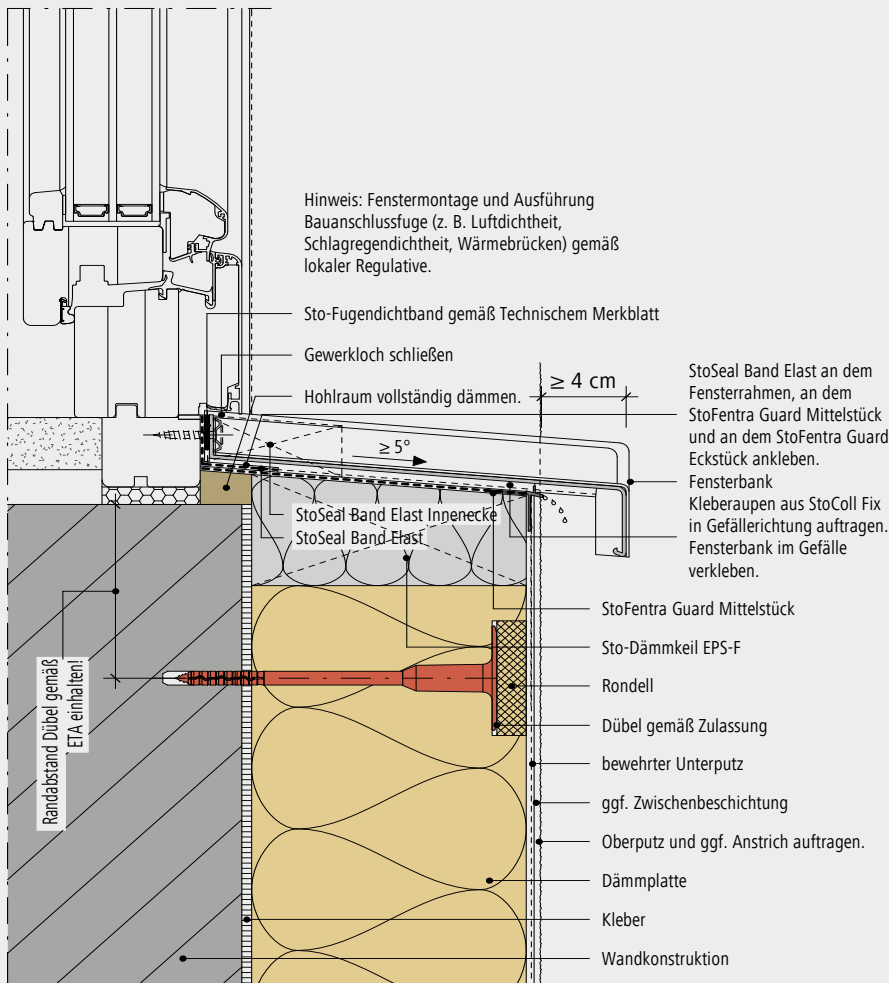 Hinweis: Fenstermontage und Ausführung
Bauanschlussfuge (z. B. Luftdichtheit,
Schlagregendichtheit, Wärmebrücken) gemäß
lokaler Regulative.
Sto-Fugendichtband gemäß Technischem Merkblatt
Gewerkloch schließen
Hohlraum vollständig dämmen.
≥ 4 cm
≥ 5°
StoSeal Band Elast an dem
Fensterrahmen, an dem
StoFentra Guard Mittelstück
und an dem StoFentra Guard
Eckstück ankleben.
Fensterbank
Kleberaupen aus StoColl Fix
in Gefällerichtung auftragen.
Fensterbank im Gefälle
verkleben.
StoSeal Band Elast Innenecke
StoSeal Band Elast
StoFentra Guard Mittelstück
Sto-Dämmkeil EPS-F
Rondell
Dübel gemäß Zulassung
bewehrter Unterputz
ggf. Zwischenbeschichtung
Oberputz und ggf. Anstrich auftragen.
Dämmplatte
Kleber
Wandkonstruktion
Randabstand Dübel gemäß
ETA einhalten!